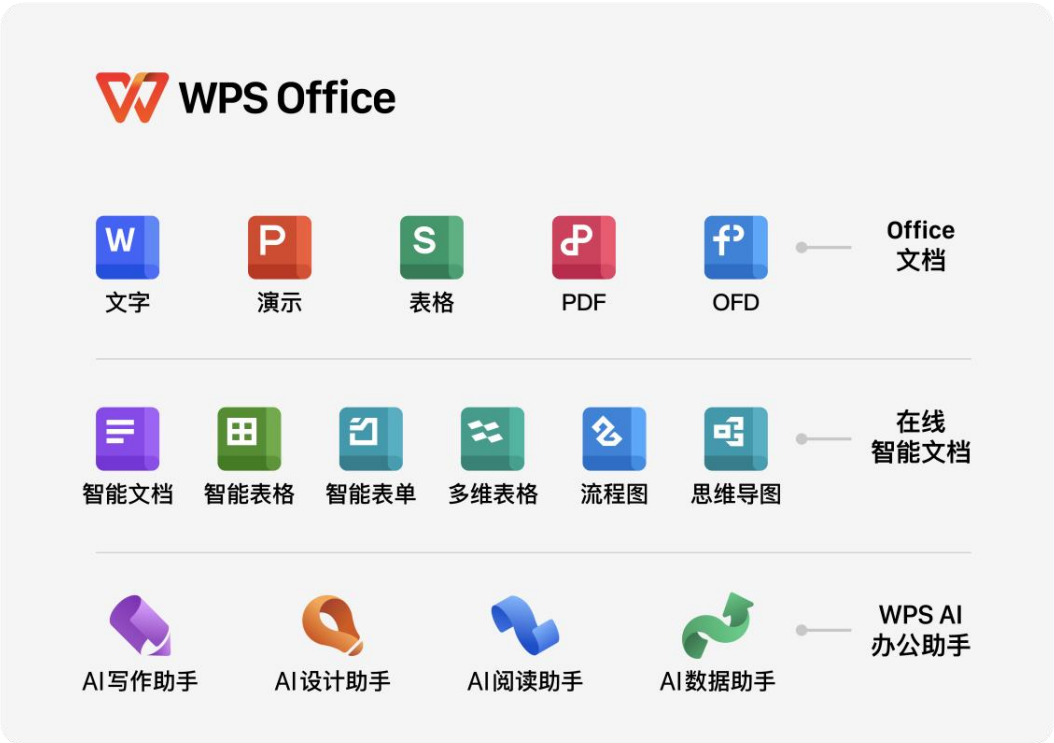 WPS Office
W
P
S
P
文字
演示
表格
PDF
OFD
Office
文档
智能文档
智能表格
智能表单
多维表格
流程图
思维导图
在线
智能文档
AI写作助手
AI设计助手
AI阅读助手
AI数据助手
WPS AI
办公助手